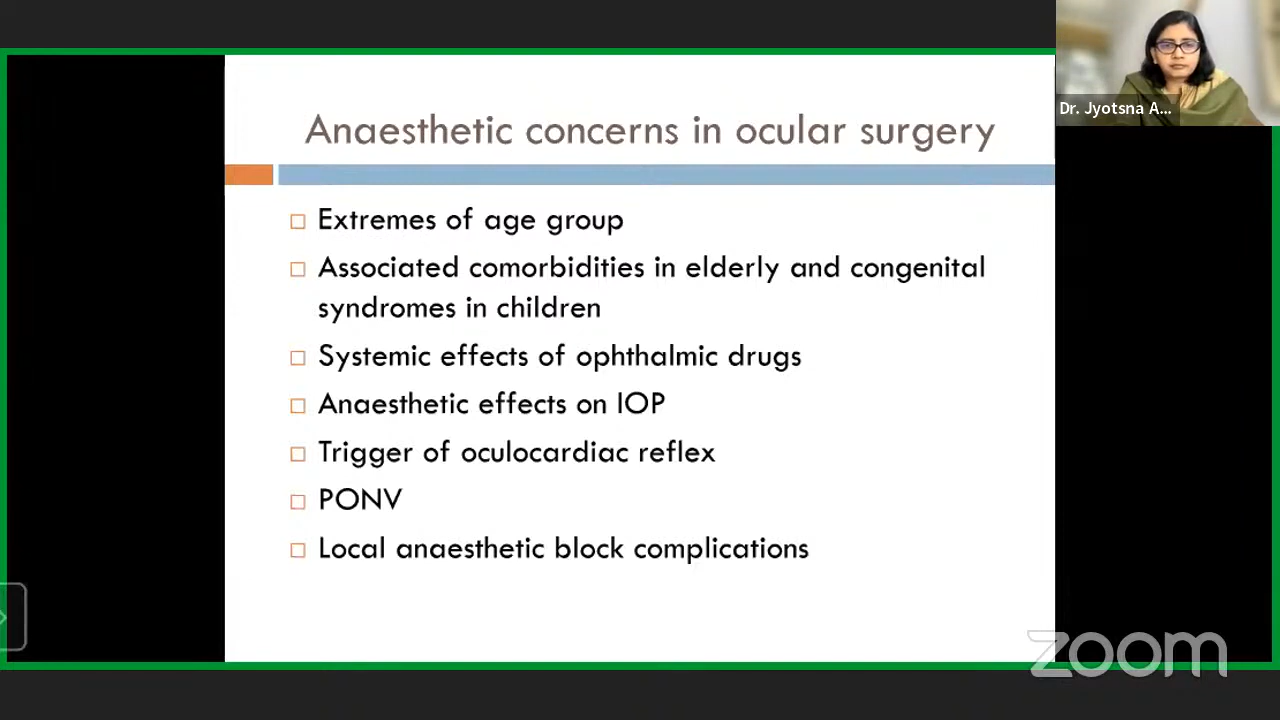 Dr. Jyotsna A...
Anaesthetic concerns in ocular surgery
Extremes of age group
Associated comorbidities in elderly and congenital
syndromes in children
Systemic effects of ophthalmic drugs
Anaesthetic effects on IOP
Trigger of oculocardiac reflex
PONV
Local anaesthetic block complications
zoom